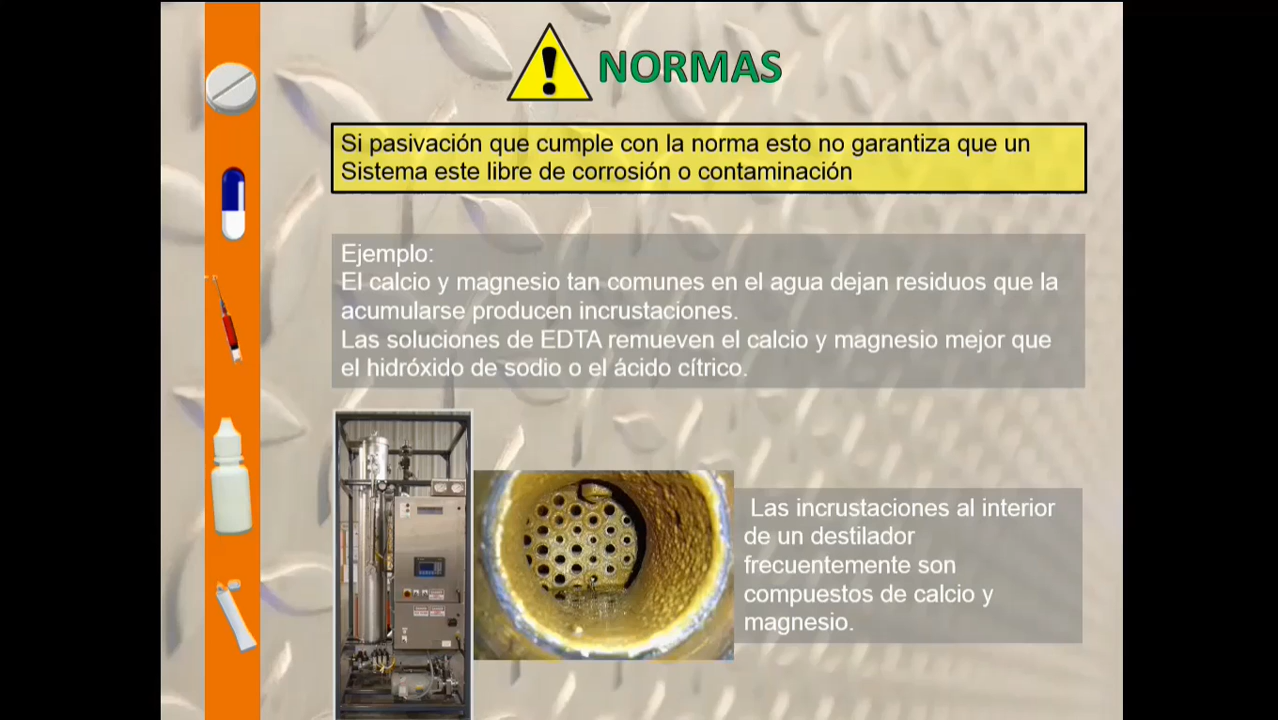 NORMAS
Si pasivación que cumple con la norma esto no garantiza que un
Sistema este libre de corrosión o contaminación
Ejemplo:
El calcio y magnesio tan comunes en el agua dejan residuos que la
acumularse producen incrustaciones.
Las soluciones de EDTA remueven el calcio y magnesio mejor que
el hidróxido de sodio o el ácido cítrico.
Las incrustaciones al interior
de un destilador
frecuentemente son
compuestos de calcio y
magnesio.